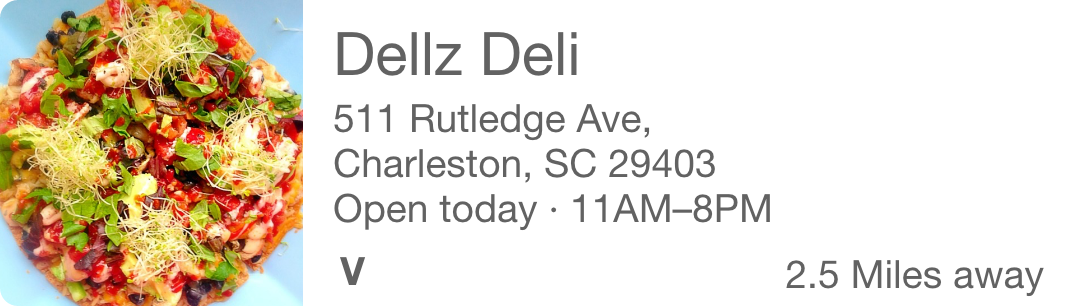 Dellz Deli
511 Rutledge Ave,
Charleston, SC 29403
Open today · 11AM–8PM
V
2.5 Miles away